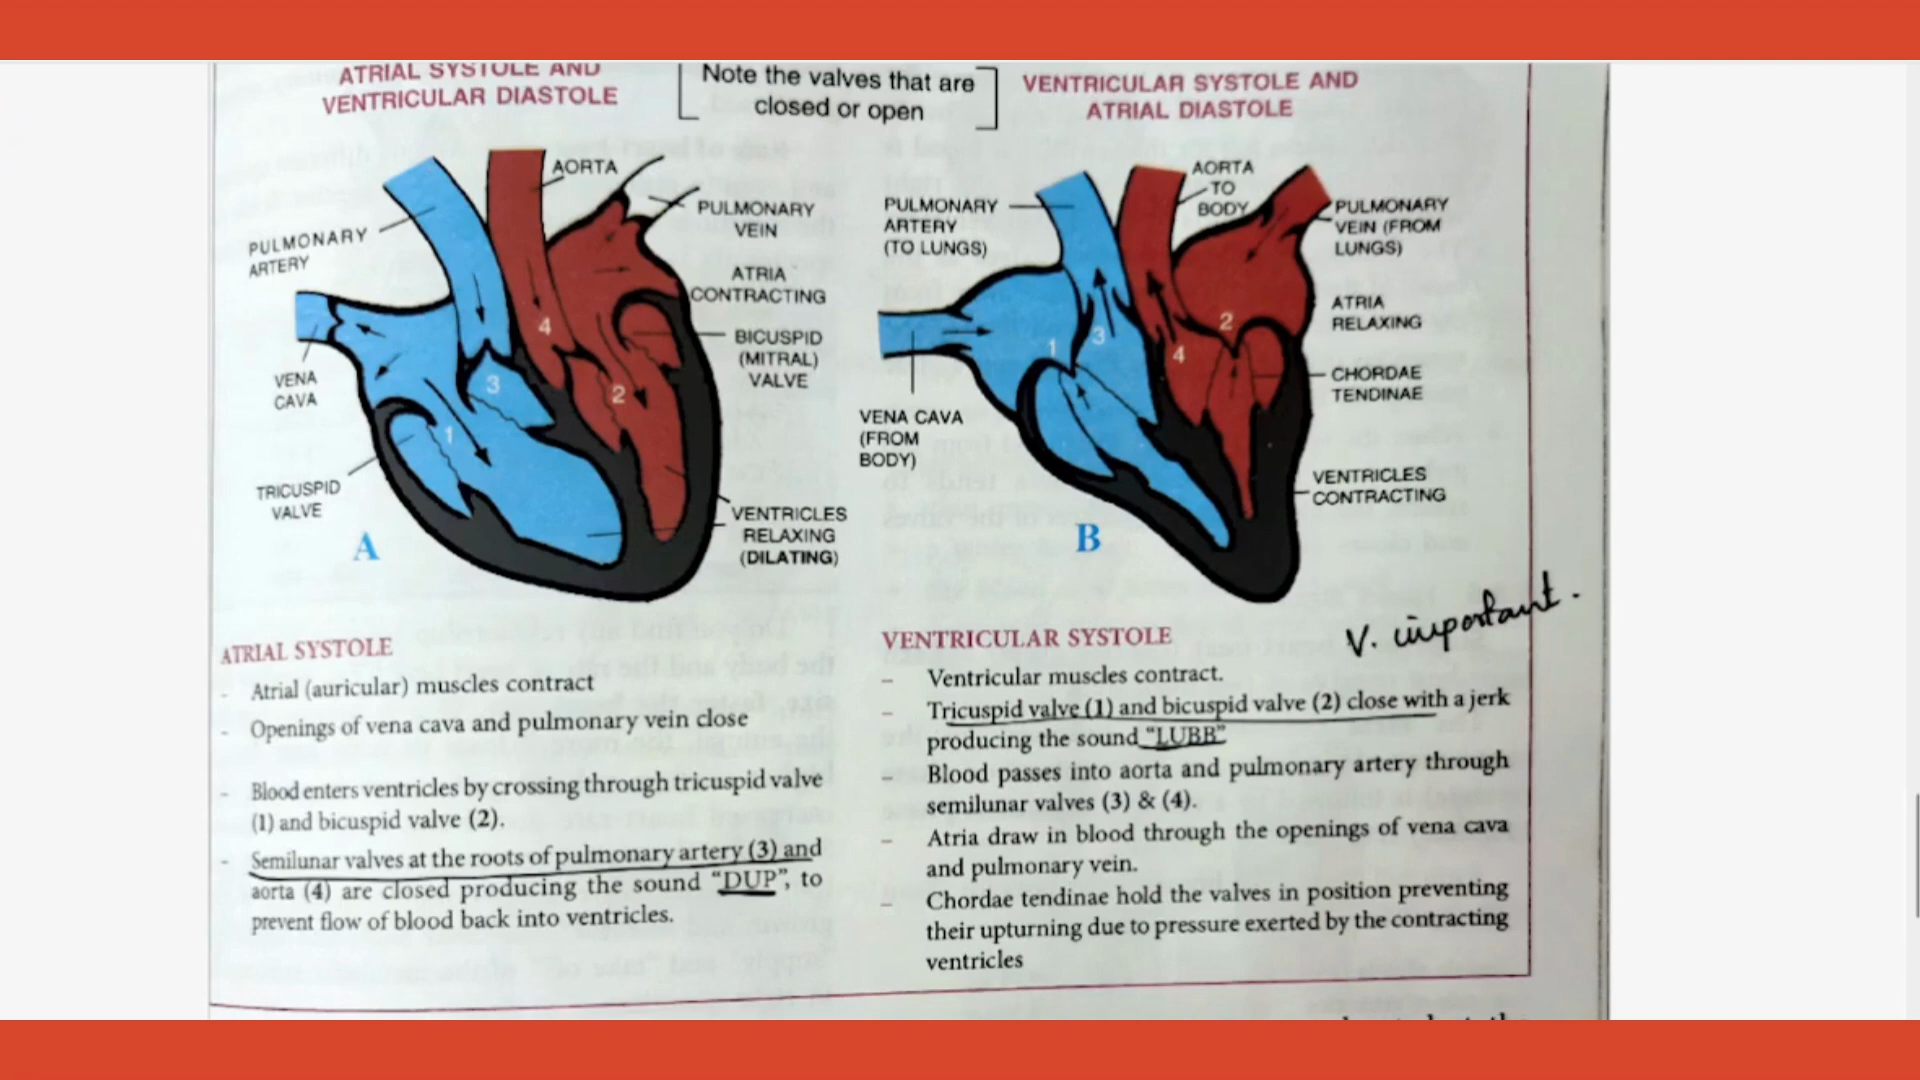 ATRIAL SYSTOLE AND
VENTRICULAR DIASTOLE
Note the valves that are
closed or open
VENTRICULAR SYSTOLE AND
ATRIAL DIASTOLE
AORTA
PULMONARY
VEIN
PULMONARY
ARTERY
ATRIA
CONTRACTING
4
BICUSPID
(MITRAL)
VALVE
VENA
CAVA
3
2
1
TRICUSPID
VALVE
VENTRICLES
RELAXING
(DILATING)
A
AORTA
TO
BODY
PULMONARY
ARTERY
(TO LUNGS)
PULMONARY
VEIN (FROM
LUNGS)
ATRIA
RELAXING
2
3
1
4
CHORDAE
TENDINAE
VENA CAVA
(FROM
BODY)
VENTRICLES
CONTRACTING
B
ATRIAL SYSTOLE
- Atrial (auricular) muscles contract
- Openings of vena cava and pulmonary vein close
- Blood enters ventricles by crossing through tricuspid valve
(1) and bicuspid valve (2).
- Semilunar valves at the roots of pulmonary artery (3) and
aorta (4) are closed producing the sound “DUP”, to
prevent flow of blood back into ventricles.
VENTRICULAR SYSTOLE
V. important.
- Ventricular muscles contract.
- Tricuspid valve (1) and bicuspid valve (2) close with a jerk
producing the sound “LUBB”
- Blood passes into aorta and pulmonary artery through
semilunar valves (3) & (4).
- Atria draw in blood through the openings of vena cava
and pulmonary vein.
- Chordae tendinae hold the valves in position preventing
their upturning due to pressure exerted by the contracting
ventricles